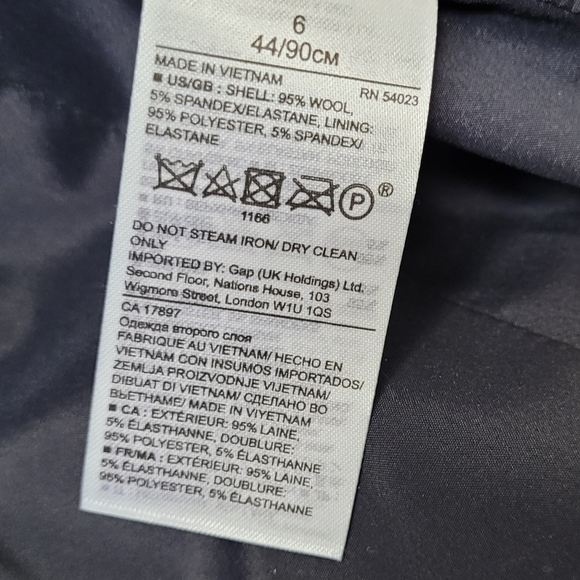 6
44/90CM
MADE IN VIETNAM
RN 54023
■ US/GB : SHELL: 95% WOOL,
5% SPANDEX/ELASTANE, LINING:
95% POLYESTER, 5% SPANDEX/
ELASTANE
P®
1166
DO NOT STEAM IRON/ DRY CLEAN
ONLY
IMPORTED BY: Gap (UK Holdings) Ltd.
Second Floor, Nations House, 103
Wigmore Street, London W1U 1QS
CA 17897
Одежда второго слоя
FABRIQUE AU VIETNAM/ HECHO EN
VIETNAM CON INSUMOS IMPORTADOS/
ZEMLJA PROIZVODNJE VIJETNAM/
DIBUAT DI VIETNAM/ СДЕЛАНО ВО
ВЬЕТНАМЕ/ MADE IN VIYETNAM
■ CA : EXTÉRIEUR: 95% LAINE,
5% ÉLASTHANNE, DOUBLURE:
95% POLYESTER, 5% ÉLASTHANNE
■ FR/MA : EXTÉRIEUR: 95% LAINE,
5% ÉLASTHANNE, DOUBLURE:
95% POLYESTER, 5% ÉLASTHANNE